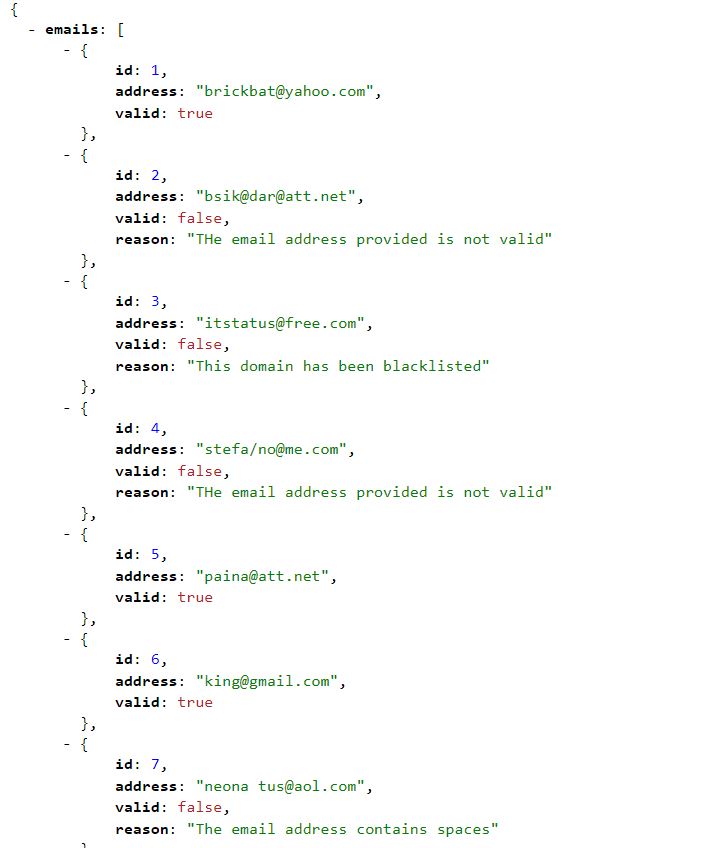 {
- emails: [
- {
id: 1,
address: "brickbat@yahoo.com",
valid: true
},
- {
id: 2,
address: "bsik@dar@att.net",
valid: false,
reason: "THe email address provided is not valid"
},
- {
id: 3,
address: "itstatus@free.com",
valid: false,
reason: "This domain has been blacklisted"
},
- {
id: 4,
address: "stefa/no@me.com",
valid: false,
reason: "THe email address provided is not valid"
},
- {
id: 5,
address: "paina@att.net",
valid: true
},
- {
id: 6,
address: "king@gmail.com",
valid: true
},
- {
id: 7,
address: "neona tus@aol.com",
valid: false,
reason: "The email address contains spaces"